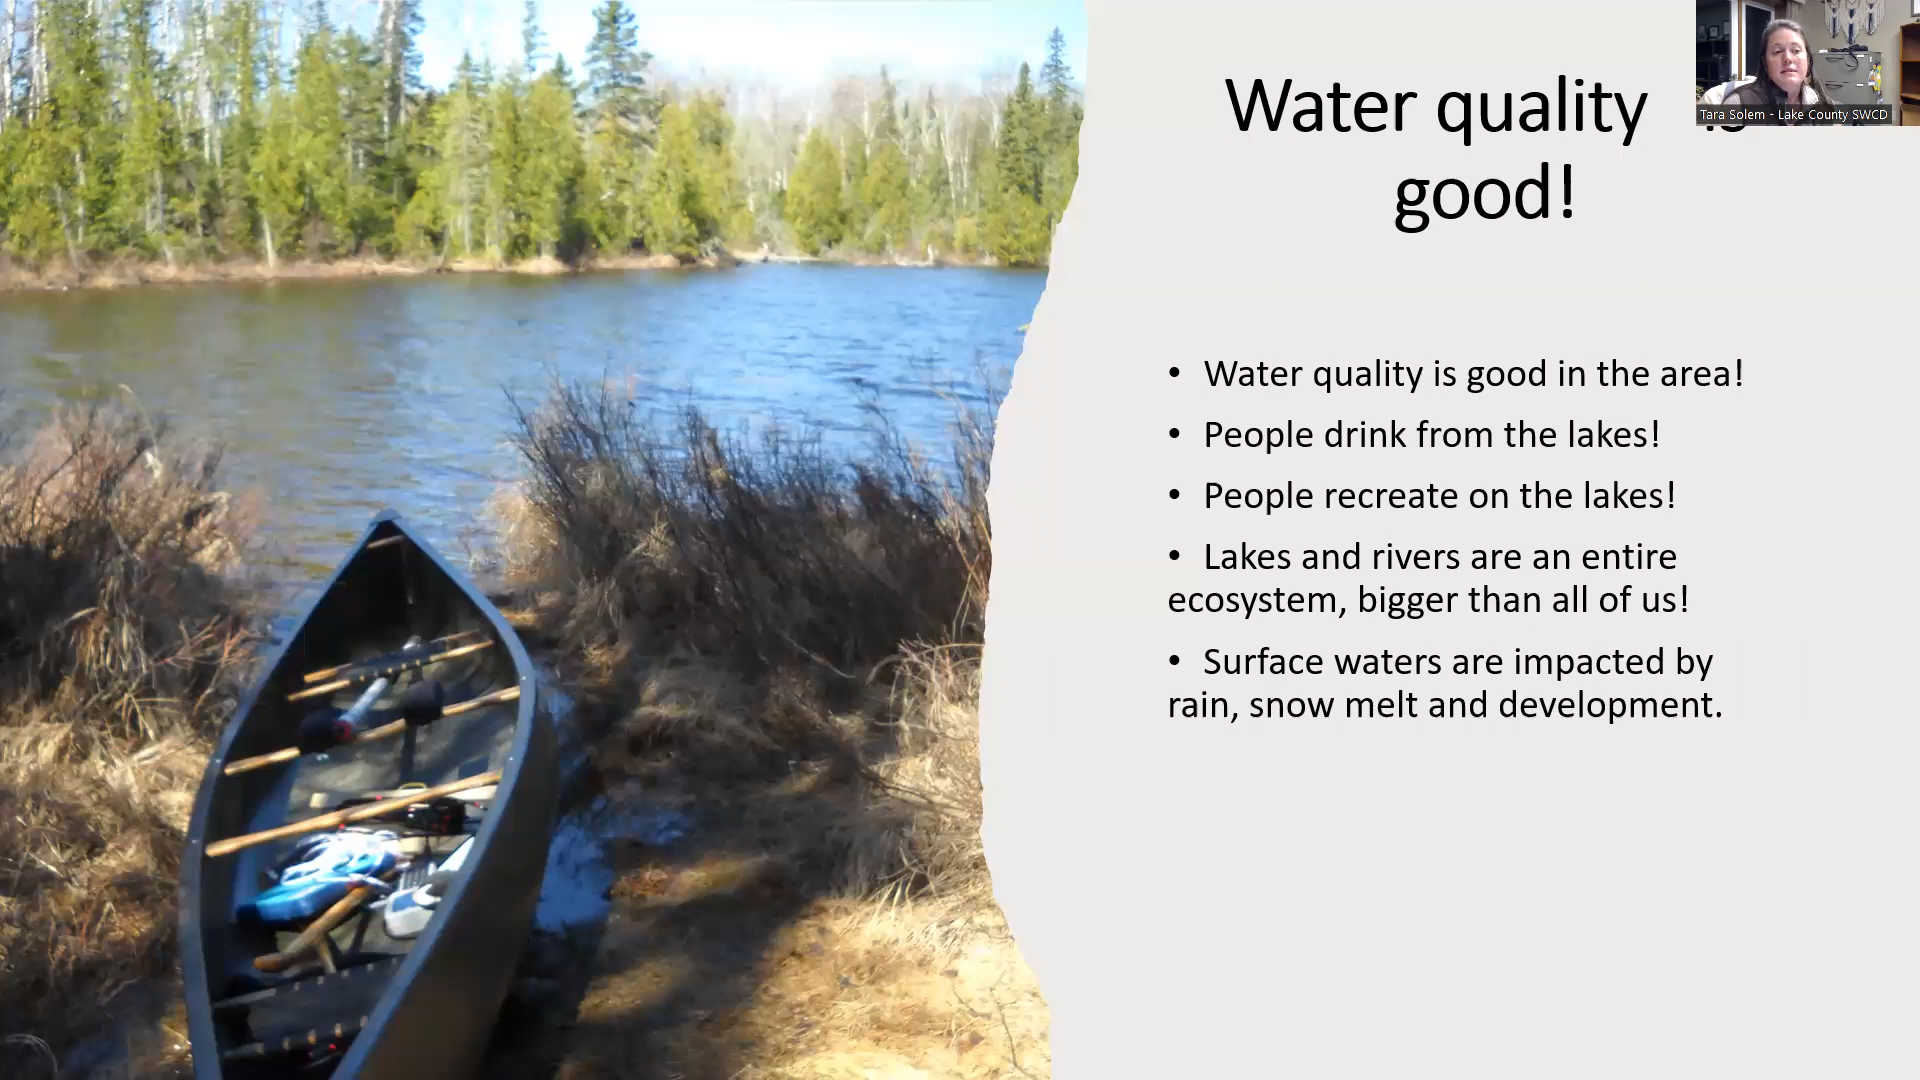 Water quality
good!
Tara Solem - Lake County SWCD
• Water quality is good in the area!
• People drink from the lakes!
• People recreate on the lakes!
• Lakes and rivers are an entire
ecosystem, bigger than all of us!
• Surface waters are impacted by
rain, snow melt and development.